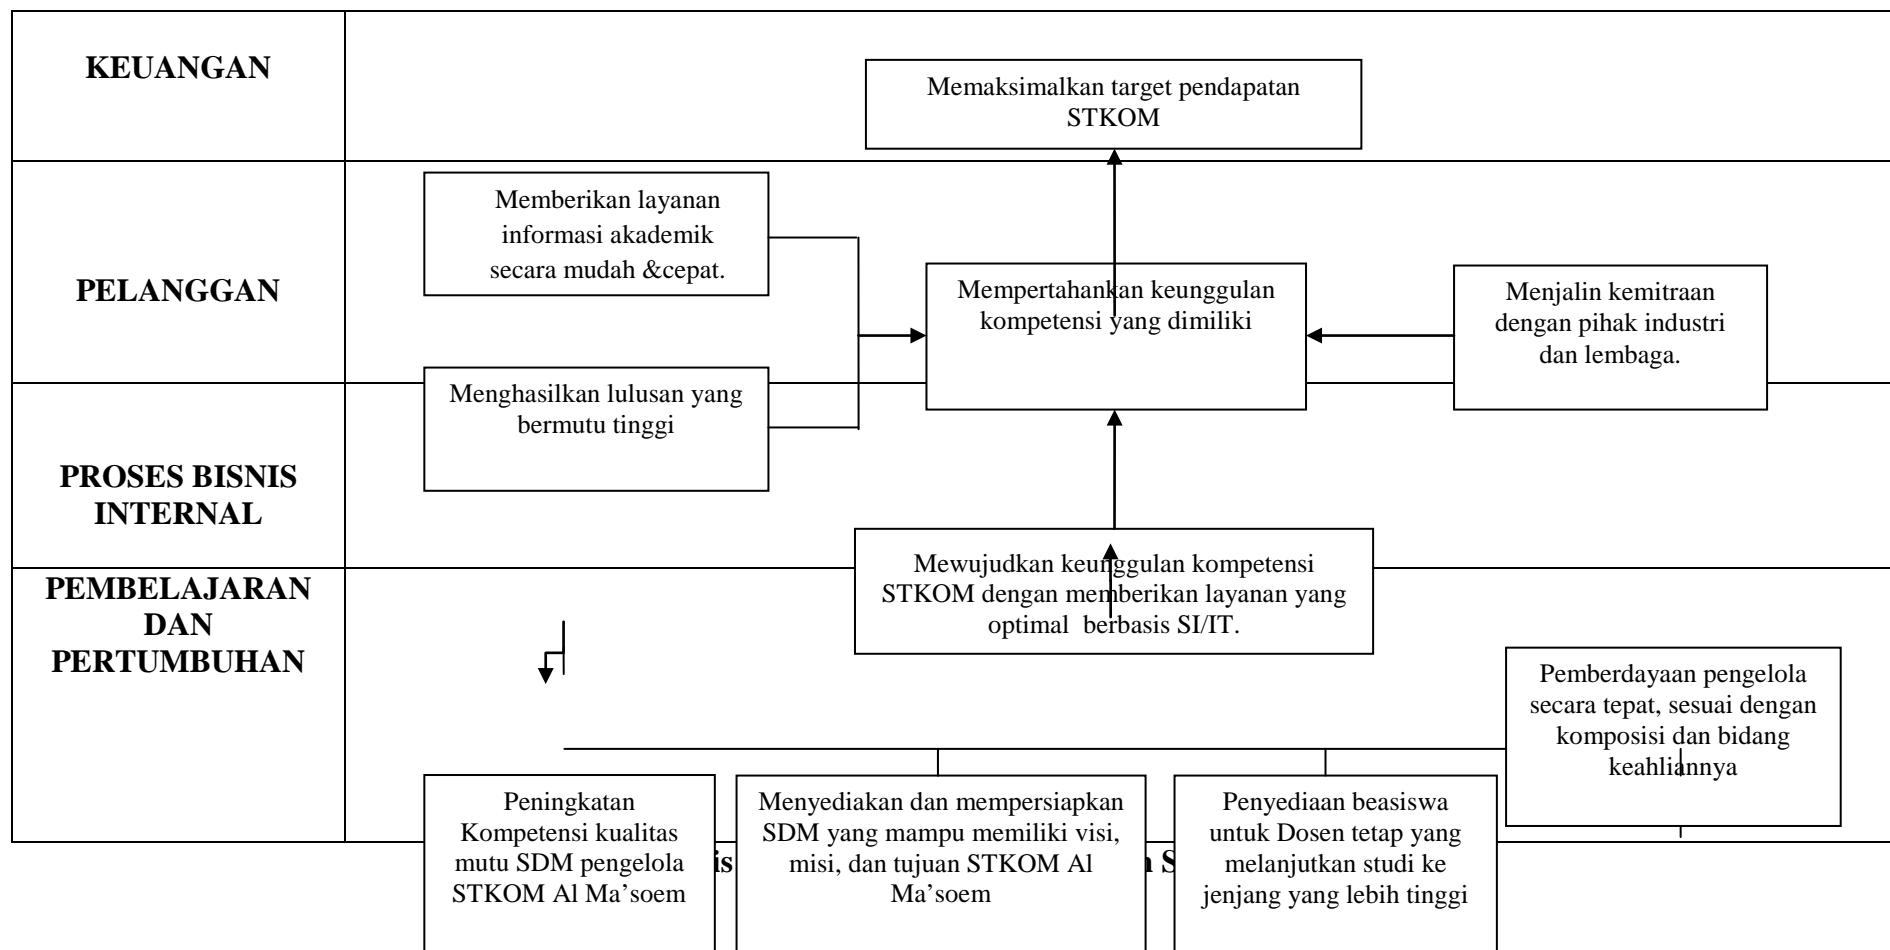 KEUANGAN
Memaksimalkan target pendapatan
STKOM
PELANGGAN
Memberikan layanan
informasi akademik
secara mudah &cepat.
Mempertahankan keunggulan
kompetensi yang dimiliki
Menjalin kemitraan
dengan pihak industri
dan lembaga.
Menghasilkan lulusan yang
bermutu tinggi
PROSES BISNIS
INTERNAL
Mewujudkan keunggulan kompetensi
STKOM dengan memberikan layanan yang
optimal berbasis SI/IT.
PEMBELAJARAN
DAN
PERTUMBUHAN
Pemberdayaan pengelola
secara tepat, sesuai dengan
komposisi dan bidang
keahliannya
Peningkatan
Kompetensi kualitas
mutu SDM pengelola
STKOM Al Ma’soem
Menyediakan dan mempersiapkan
SDM yang mampu memiliki visi,
misi, dan tujuan STKOM Al
Ma’soem
Penyediaan beasiswa
untuk Dosen tetap yang
melanjutkan studi ke
jenjang yang lebih tinggi